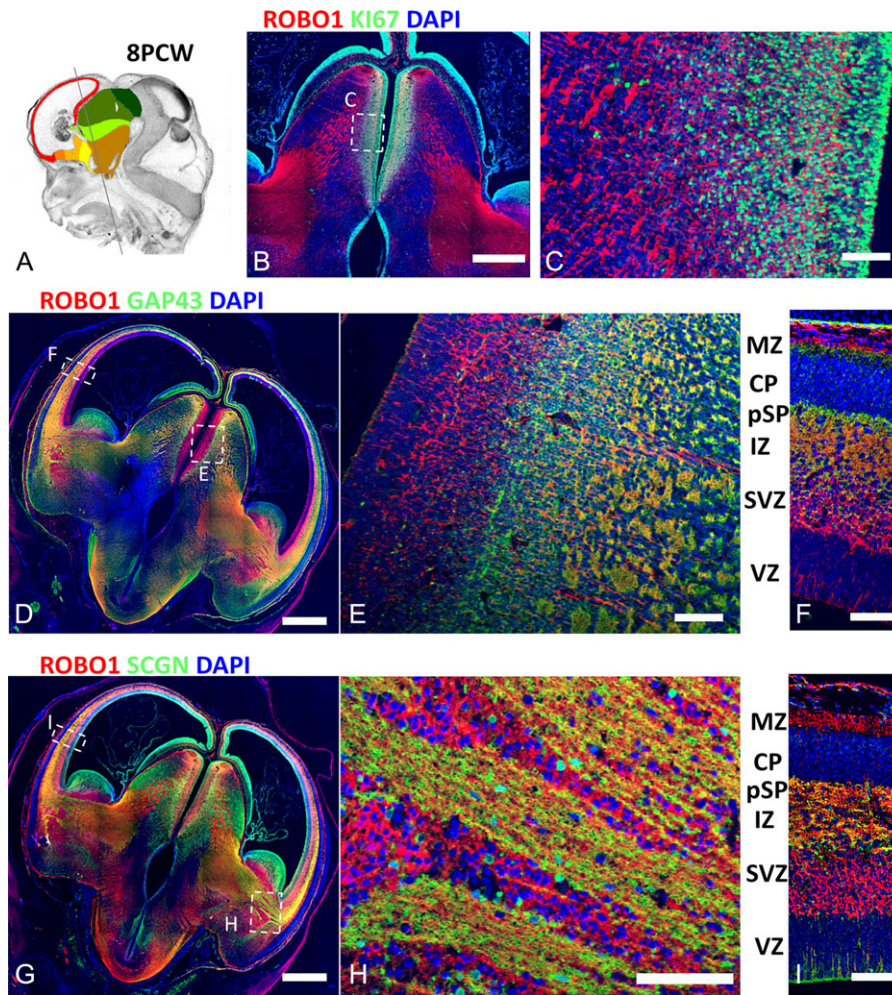 8PCW
A
ROBO1 KI67 DAPI
C
B
C
ROBO1 GAP43 DAPI
F
E
D
E
MZ
CP
pSP
IZ
SVZ
VZ
F
ROBO1 SCGN DAPI
I
H
G
H
MZ
CP
pSP
IZ
SVZ
VZ
I